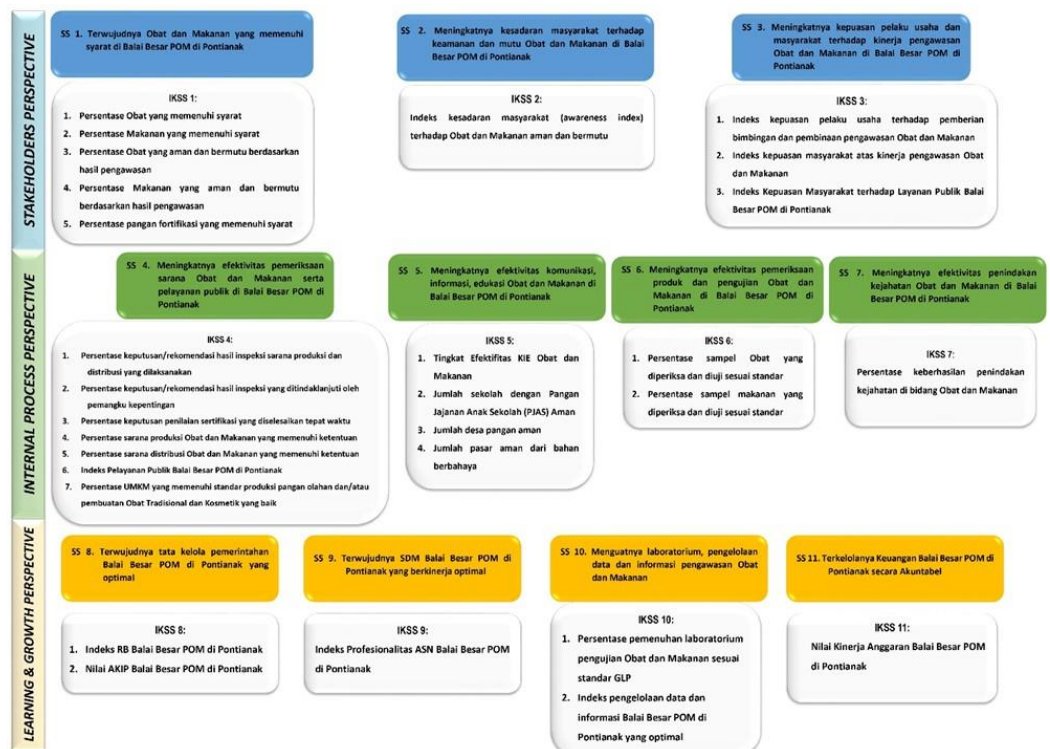 STAKEHOLDERS PERSPECTIVE
SS 1. Terwujudnya Obat dan Makanan yang memenuhi
syarat di Balai Besar POM di Pontianak
IKSS 1:
1. Persentase Obat yang memenuhi syarat
2. Persentase Makanan yang memenuhi syarat
3. Persentase Obat yang aman dan bermutu berdasarkan
hasil pengawasan
4. Persentase Makanan yang aman dan bermutu
berdasarkan hasil pengawasan
5. Persentase pangan fortifikasi yang memenuhi syarat
SS 2. Meningkatnya kesadaran masyarakat terhadap
keamanan dan mutu Obat dan Makanan di Balai
Besar POM di Pontianak
IKSS 2:
Indeks kesadaran masyarakat (awareness index)
terhadap Obat dan Makanan aman dan bermutu
SS 3. Meningkatnya kepuasan pelaku usaha dan
masyarakat terhadap kinerja pengawasan
Obat dan Makanan di Balai Besar POM di
Pontianak
IKSS 3:
1. Indeks kepuasan pelaku usaha terhadap pemberian
bimbingan dan pembinaan pengawasan Obat dan Makanan
2. Indeks kepuasan masyarakat atas kinerja pengawasan Obat
dan Makanan
3. Indeks Kepuasan Masyarakat terhadap Layanan Publik Balai
Besar POM di Pontianak
INTERNAL PROCESS PERSPECTIVE
SS 4. Meningkatnya efektivitas pemeriksaan
sarana Obat dan Makanan serta
pelayanan publik di Balai Besar POM di
Pontianak
IKSS 4:
1. Persentase keputusan/rekomendasi hasil inspeksi sarana produksi dan
distribusi yang dilaksanakan
2. Persentase keputusan/rekomendasi hasil inspeksi yang ditindaklanjuti oleh
pemangku kepentingan
3. Persentase keputusan penilaian sertifikasi yang diselesaikan tepat waktu
4. Persentase sarana produksi Obat dan Makanan yang memenuhi ketentuan
5. Persentase sarana distribusi Obat dan Makanan yang memenuhi ketentuan
6. Indeks Pelayanan Publik Balai Besar POM di Pontianak
7. Persentase UMKM yang memenuhi standar produksi pangan olahan dan/atau
pembuatan Obat Tradisional dan Kosmetik yang baik
SS 5. Meningkatnya efektivitas komunikasi,
informasi, edukasi Obat dan Makanan di
Balai Besar POM di Pontianak
IKSS 5:
1. Tingkat Efektifitas KIE Obat dan
Makanan
2. Jumlah sekolah dengan Pangan
Jajanan Anak Sekolah (PJAS) Aman
3. Jumlah desa pangan aman
4. Jumlah pasar aman dari bahan
berbahaya
SS 6. Meningkatnya efektivitas pemeriksaan
produk dan pengujian Obat dan
Makanan di Balai Besar POM di
Pontianak
IKSS 6:
1. Persentase sampel Obat yang
diperiksa dan diuji sesuai standar
2. Persentase sampel makanan yang
diperiksa dan diuji sesuai standar
SS 7. Meningkatnya efektivitas penindakan
kejahatan Obat dan Makanan di Balai
Besar POM di Pontianak
IKSS 7:
Persentase keberhasilan penindakan
kejahatan di bidang Obat dan Makanan
LEARNING & GROWTH PERSPECTIVE
SS 8. Terwujudnya tata kelola pemerintahan
Balai Besar POM di Pontianak yang
optimal
IKSS 8:
1. Indeks RB Balai Besar POM di Pontianak
2. Nilai AKIP Balai Besar POM di Pontianak
SS 9. Terwujudnya SDM Balai Besar POM di
Pontianak yang berkinerja optimal
IKSS 9:
Indeks Profesionalitas ASN Balai Besar POM
di Pontianak
SS 10. Menguatnya laboratorium, pengelolaan
data dan informasi pengawasan Obat
dan Makanan
IKSS 10:
1. Persentase pemenuhan laboratorium
pengujian Obat dan Makanan sesuai
standar GLP
2. Indeks pengelolaan data dan
informasi Balai Besar POM di
Pontianak yang optimal
SS 11. Terkelolanya Keuangan Balai Besar POM di
Pontianak secara Akuntabel
IKSS 11:
Nilai Kinerja Anggaran Balai Besar POM
di Pontianak